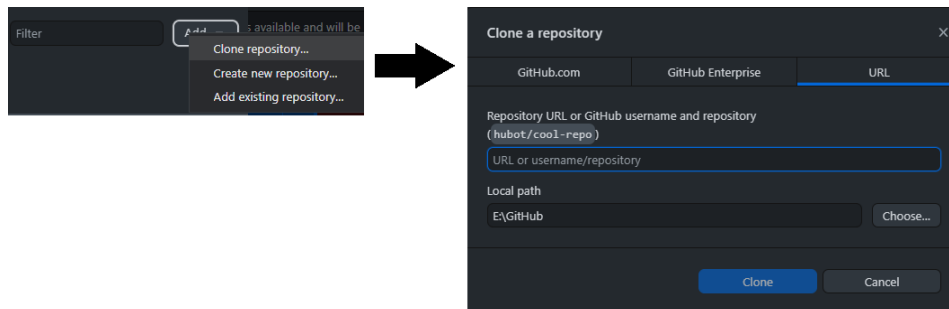 Filter
Add
s available and will be
Clone repository...
Create new repository...
Add existing repository...
Clone a repository
GitHub.com
GitHub Enterprise
URL
Repository URL or GitHub username and repository
(hubot/cool-repo)
URL or username/repository
Local path
E:\GitHub
Choose...
Clone
Cancel